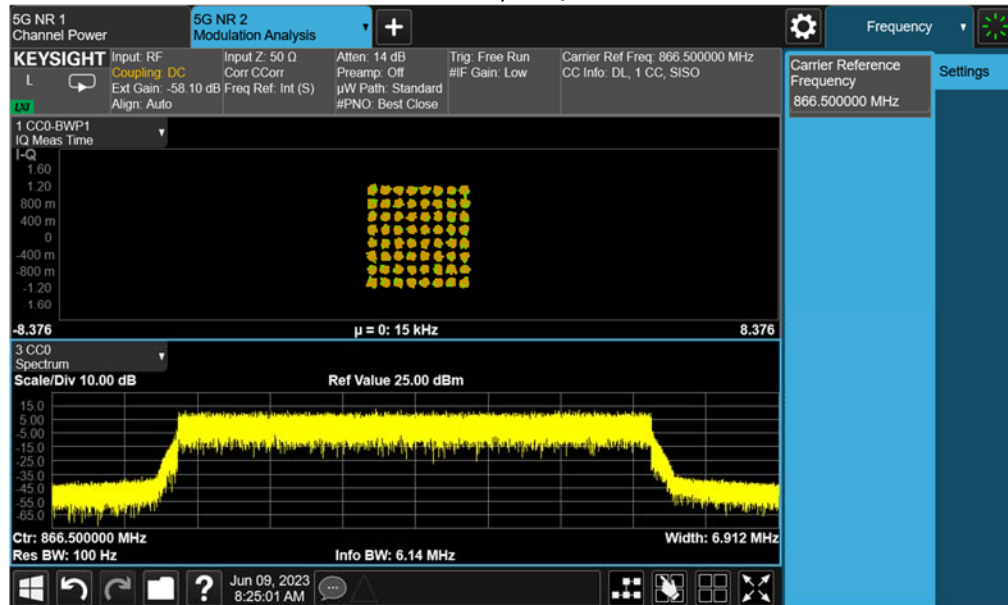 5G NR 1
Channel Power
5G NR 2
Modulation Analysis
Frequency
KEYSIGHT
L
LXI
Input: RF
Coupling: DC
Ext Gain: -58.10 dB
Align: Auto
Input Z: 50 Ω
Corr CCorr
Freq Ref: Int (S)
Atten: 14 dB
Preamp: Off
µW Path: Standard
#PNO: Best Close
Trig: Free Run
#IF Gain: Low
Carrier Ref Freq: 866.500000 MHz
CC Info: DL, 1 CC, SISO
Carrier Reference
Frequency
866.500000 MHz
Settings
1 CC0-BWP1
IQ Meas Time
I-Q
1.60
1.20
800 m
400 m
0
-400 m
-800 m
-1.20
-1.60
-8.376
µ = 0: 15 kHz
8.376
3 CC0
Spectrum
Scale/Div 10.00 dB
Ref Value 25.00 dBm
15.0
5.00
-5.00
-15.0
-25.0
-35.0
-45.0
-55.0
-65.0
Ctr: 866.500000 MHz
Width: 6.912 MHz
Res BW: 100 Hz
Info BW: 6.14 MHz
?
Jun 09, 2023
8:25:01 AM